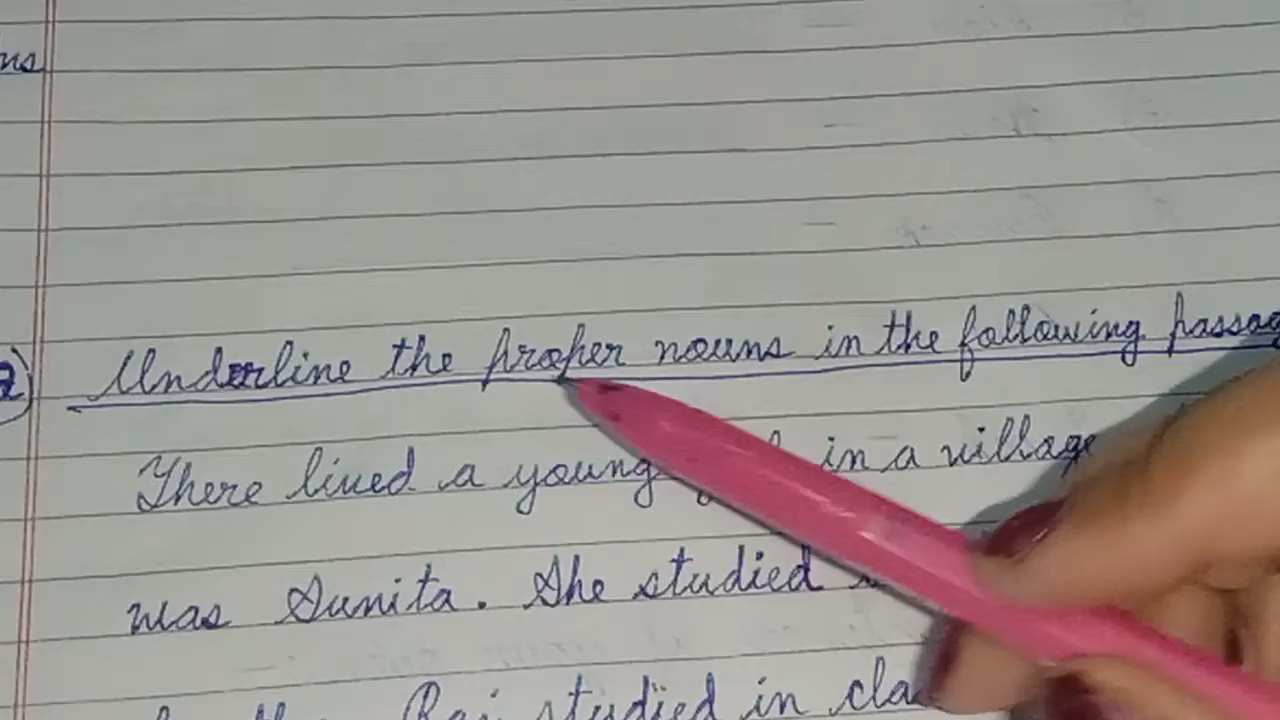 ns
2) Underline the proper nouns in the following passag
There lived a young in a village
was Sunita. She studied
Raj studied in cla